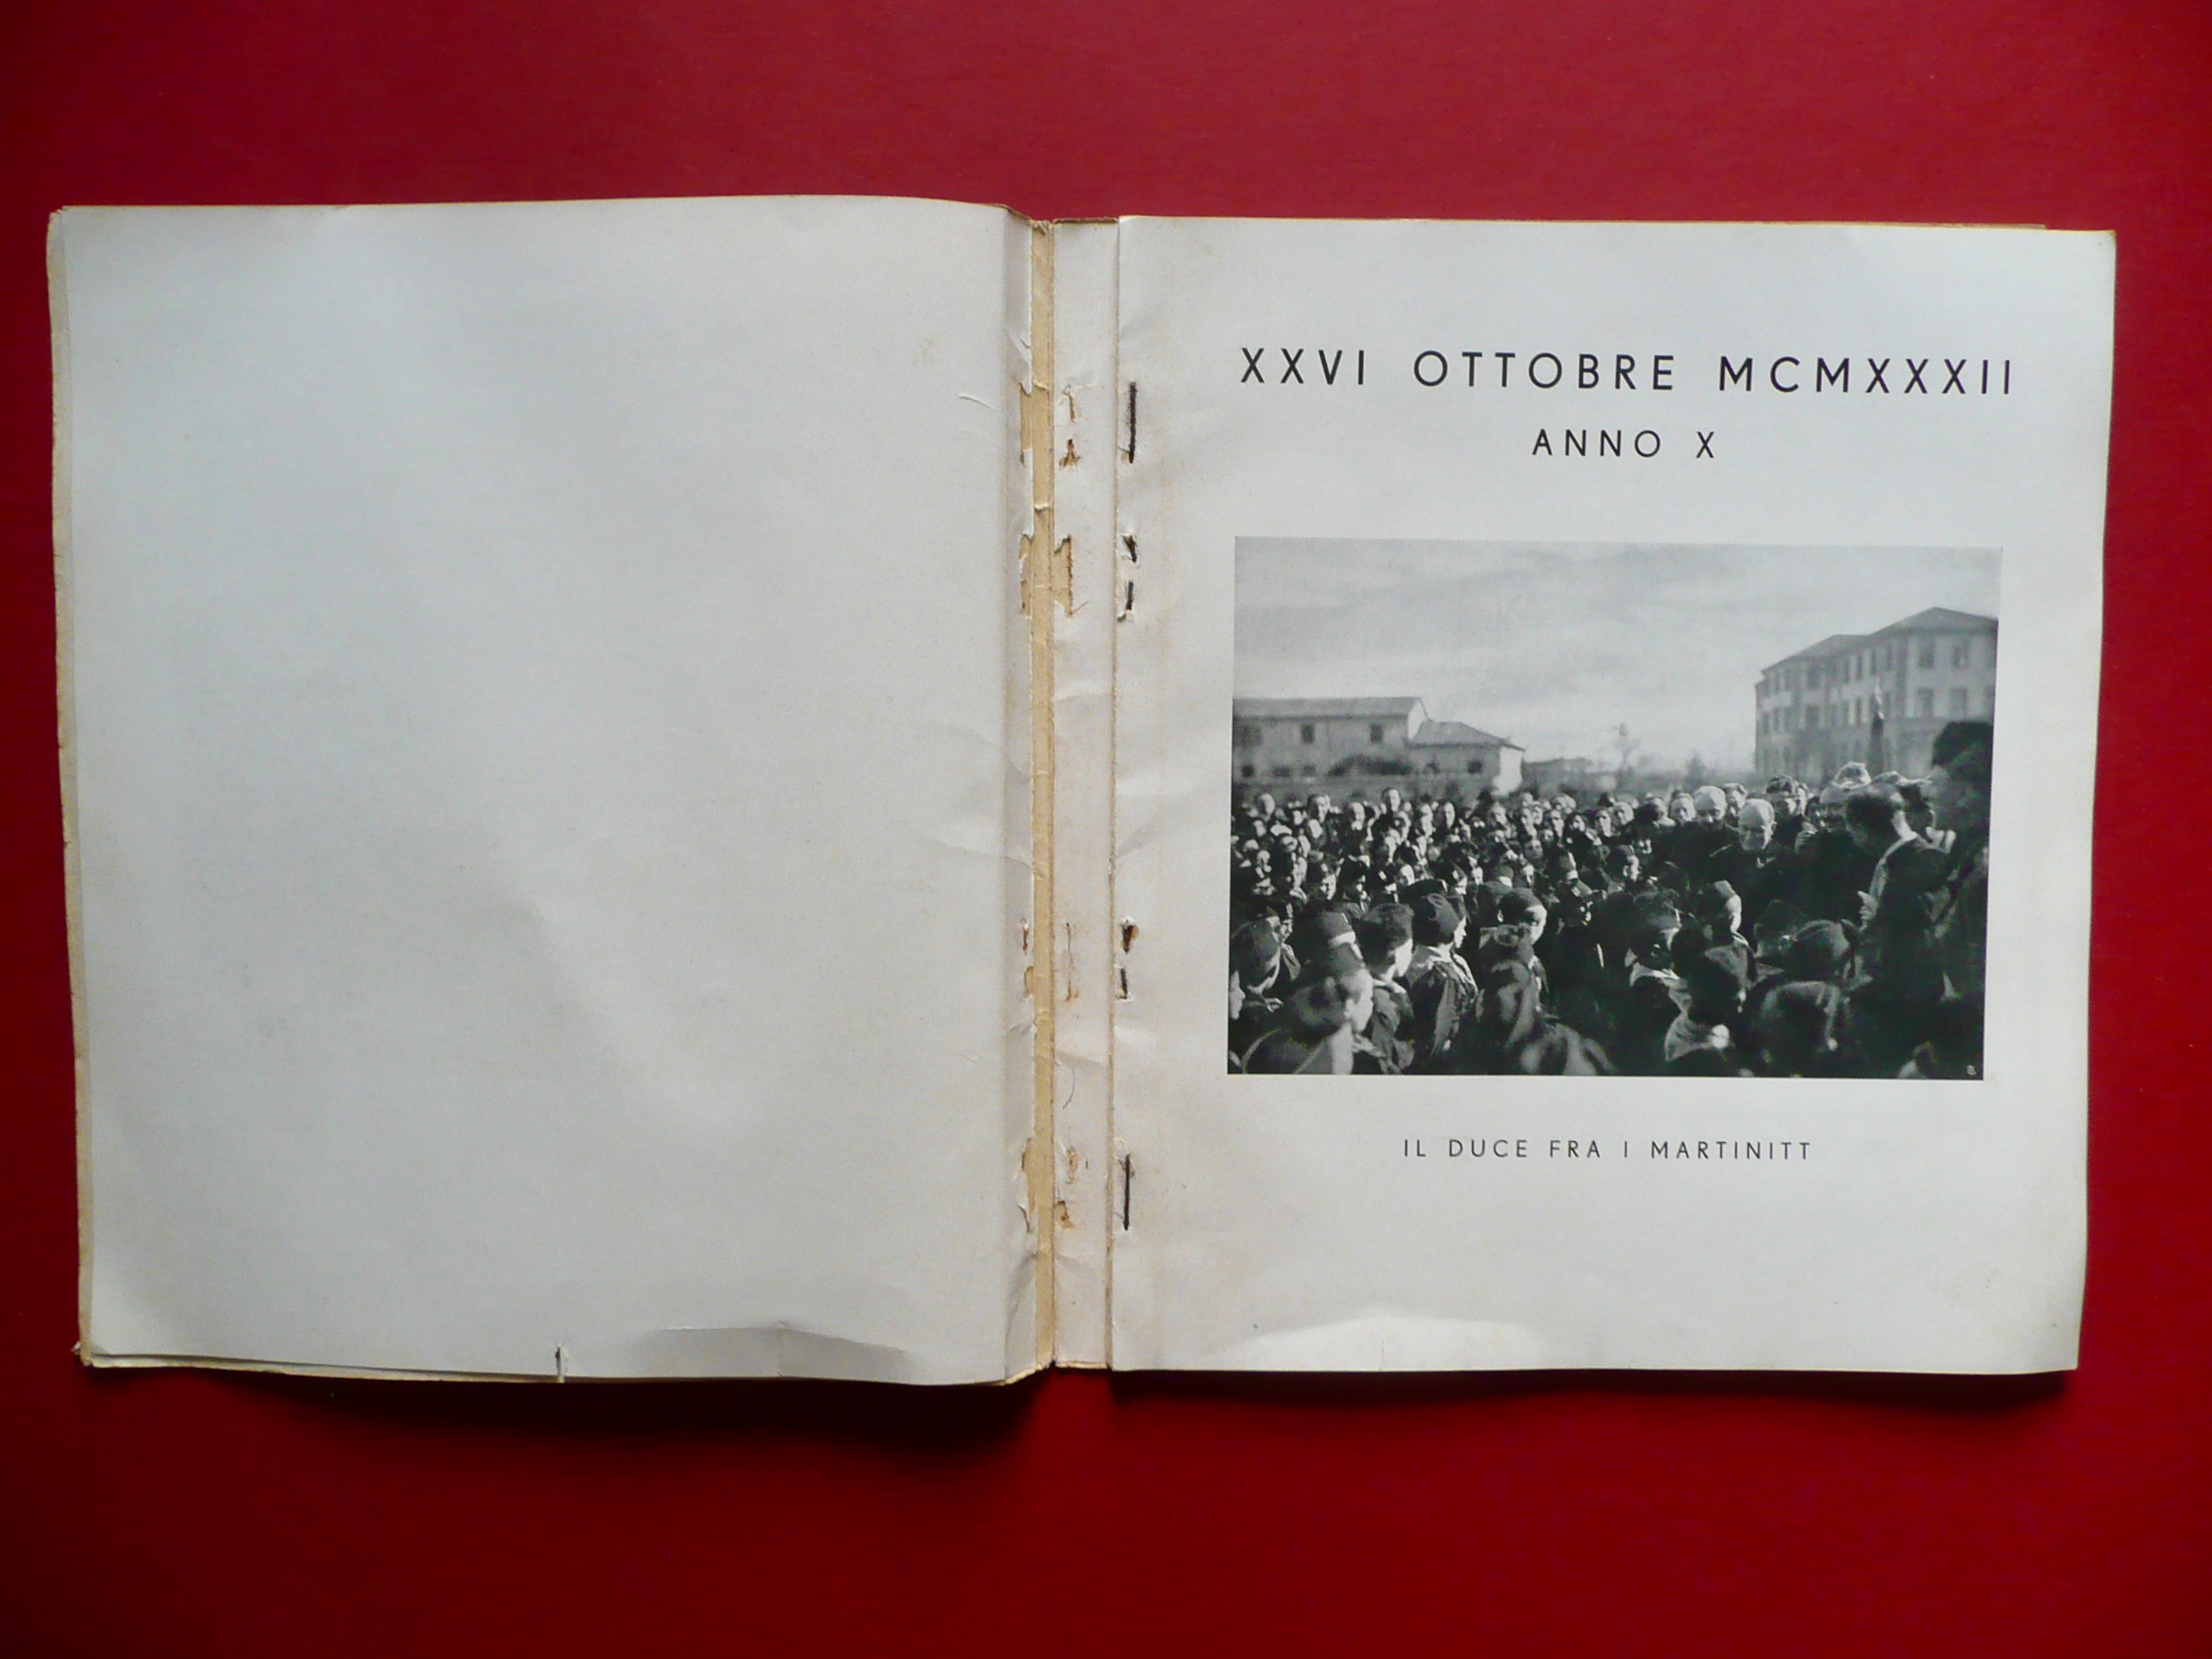 XXVI OTTOBRE MCMXXXII
ANNO X
IL DUCE FRA I MARTINITT